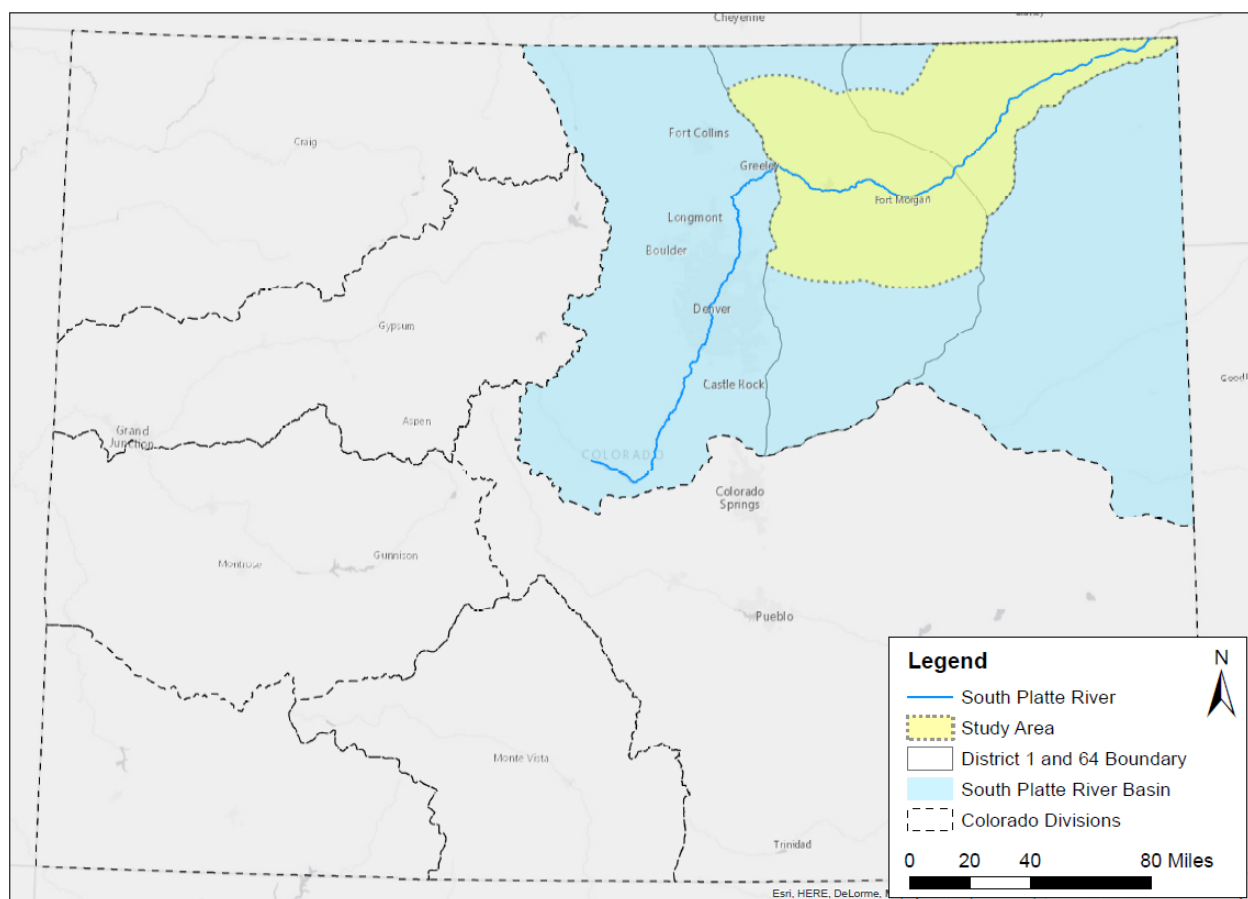 Cheyenne
Craig
Fort Collins
Greeley
Fort Morgan
Longmont
Boulder
Gypsum
Denver
Castle Rock
Aspen
Grand
Junction
COLORADO
Colorado
Springs
Gunnison
Montrose
Pueblo
Monte Vista
Trinidad
Legend
N
South Platte River
Study Area
District 1 and 64 Boundary
South Platte River Basin
Colorado Divisions
0 20 40 80 Miles
Esri, HERE, DeLorme,